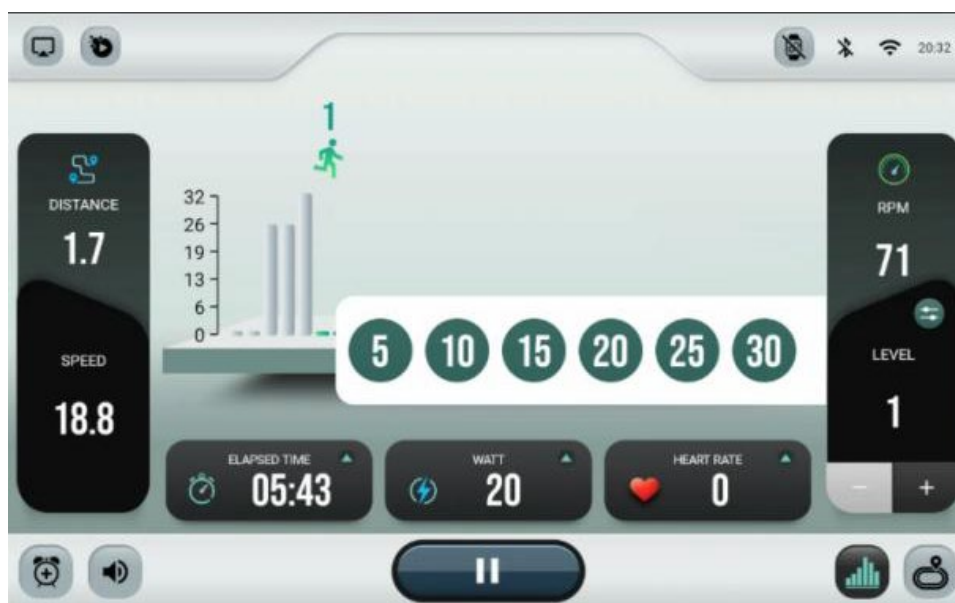 20:32
1
DISTANCE
1.7
SPEED
18.8
32
26
19
13
6
0
5 10 15 20 25 30
RPM
71
LEVEL
1
- +
ELAPSED TIME
05:43
WATT
20
HEART RATE
0